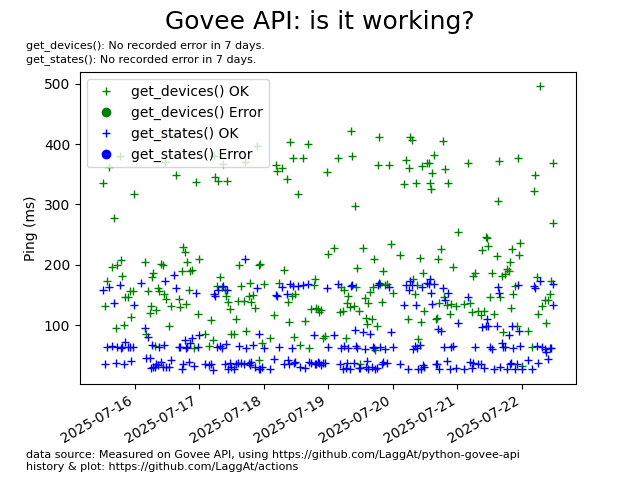 Govee API: is it working?
get_devices(): No recorded error in 7 days.
get_states(): No recorded error in 7 days.
get_devices() OK
get_devices() Error
get_states() OK
get_states() Error
Ping (ms)
500
400
300
200
100
2025-07-16
2025-07-17
2025-07-18
2025-07-19
2025-07-20
2025-07-21
2025-07-22
data source: Measured on Govee API, using https://github.com/LaggAt/python-govee-api
history & plot: https://github.com/LaggAt/actions